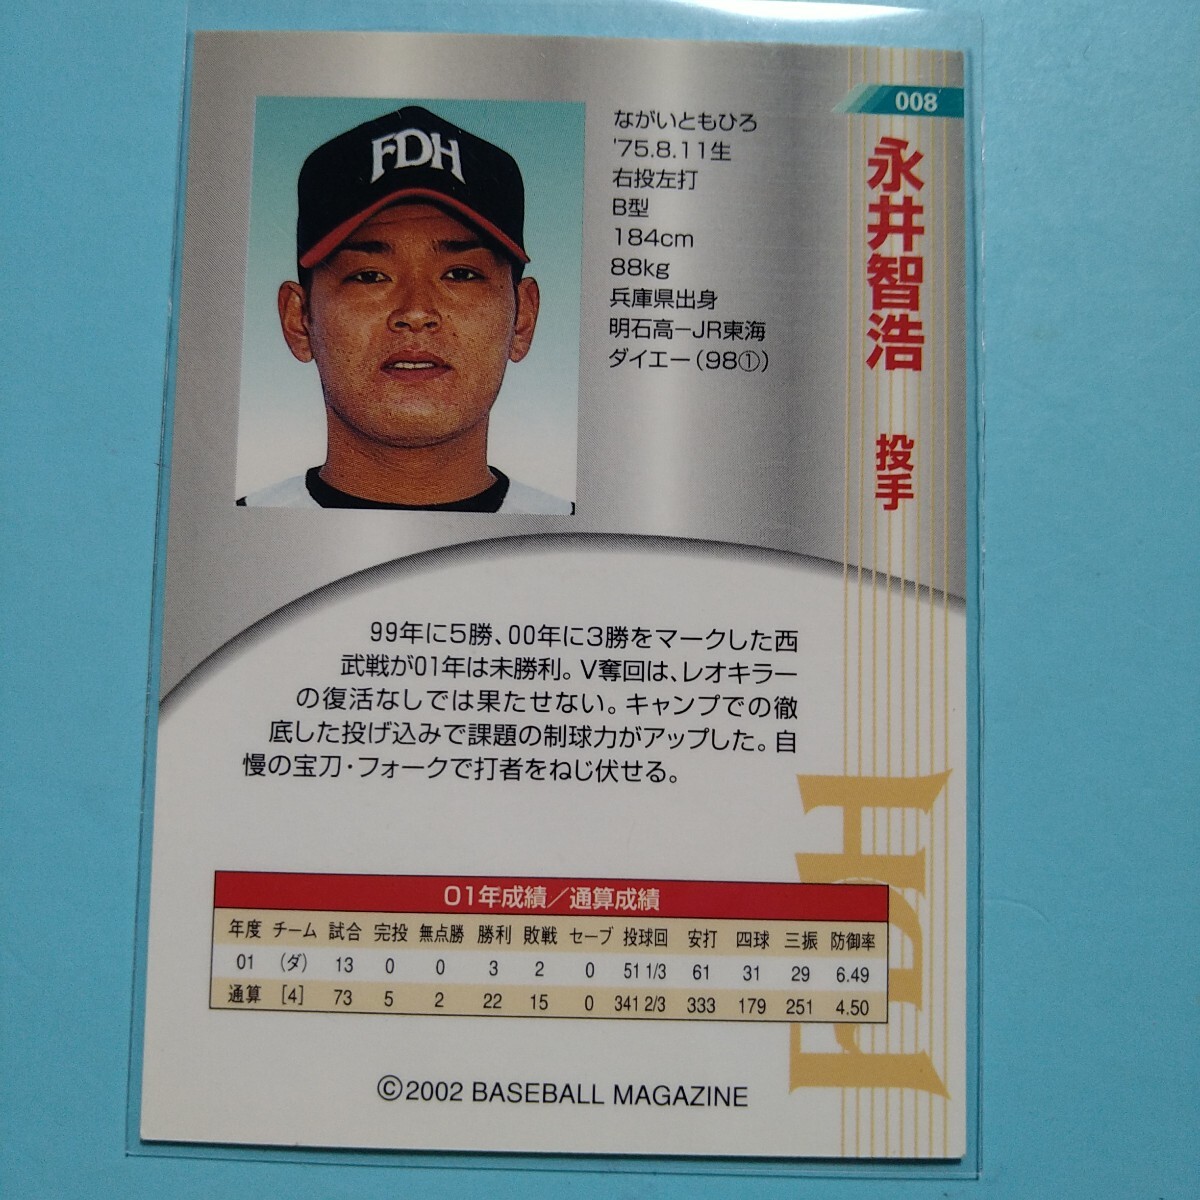 008
永井智浩 投手
FDH
ながいともひろ
'75.8.11生
右投左打
B型
184cm
88kg
兵庫県出身
明石高−JR東海
ダイエー(98①)
99年に5勝、00年に3勝をマークした西
武戦が01年は未勝利。V奪回は、レオキラー
の復活なしでは果たせない。キャンプでの徹
底した投げ込みで課題の制球力がアップした。自
慢の宝刀・フォークで打者をねじ伏せる。
01年成績／通算成績
年度 チーム 試合 完投 無点勝 勝利 敗戦 セーブ 投球回 安打 四球 三振 防御率
01 (ダ) 13 0 0 3 2 0 51 1/3 61 31 29 6.49
通算 [4] 73 5 2 22 15 0 341 2/3 333 179 251 4.50
FDH
©2002 BASEBALL MAGAZINE